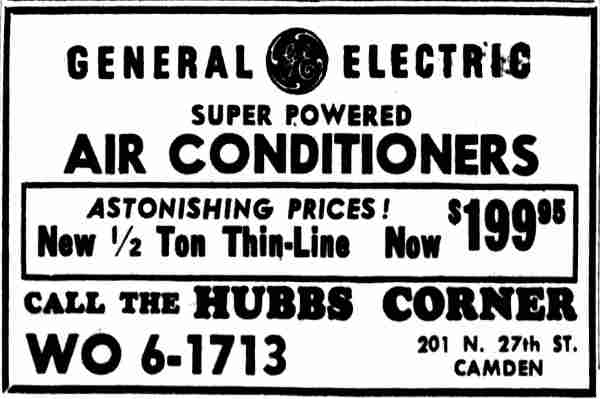 GENERAL GE ELECTRIC
SUPER POWERED
AIR CONDITIONERS
ASTONISHING PRICES!
New ½ Ton Thin-Line Now $199 95
CALL THE HUBBS CORNER
WO 6-1713
201 N. 27th ST.
CAMDEN